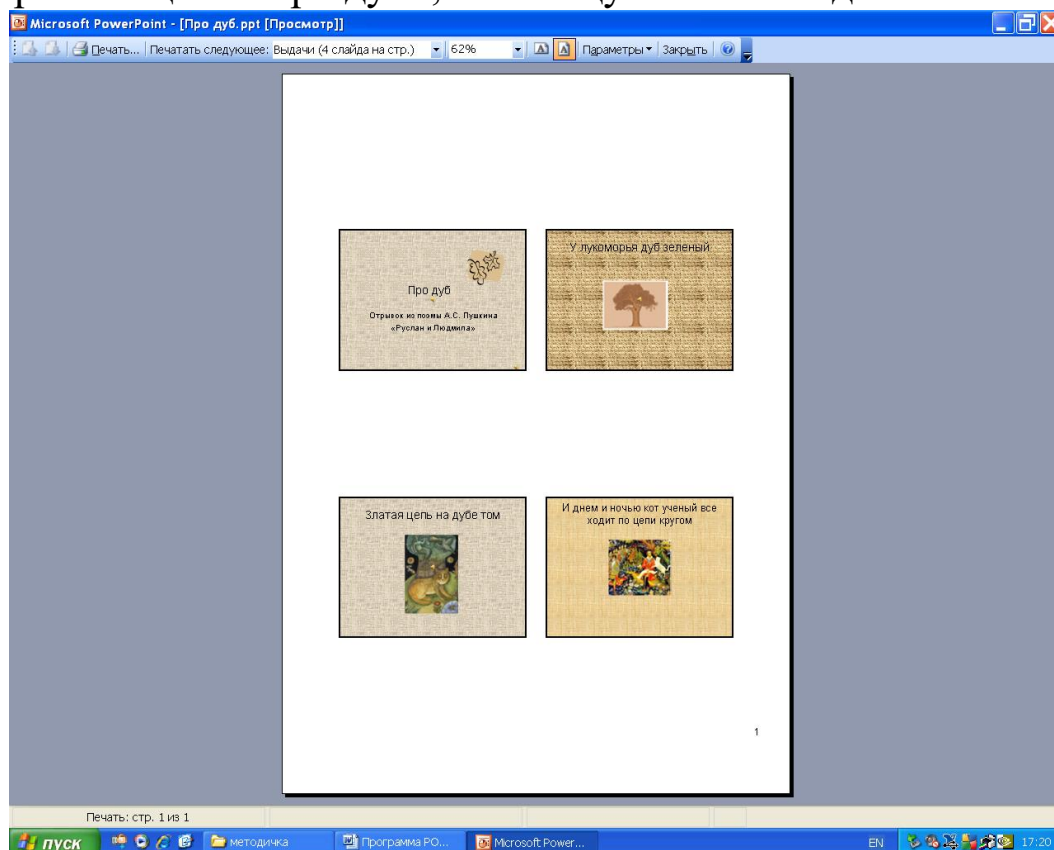 Microsoft PowerPoint - [Про дуб.ppt [Просмотр]]
Печать... Печатать следующее: Выдачи (4 слайда на стр.) 62% Параметры Закрыть
Про дуб
Отрывок из поэмы А.С. Пушкина
«Руслан и Людмила»
У лукоморья дуб зеленый
Златая цепь на дубе том
И днем и ночью кот ученый все
ходит по цепи кругом
1
Печать: стр. 1 из 1
пуск методичка Программа РО... Microsoft Power... EN 17:20